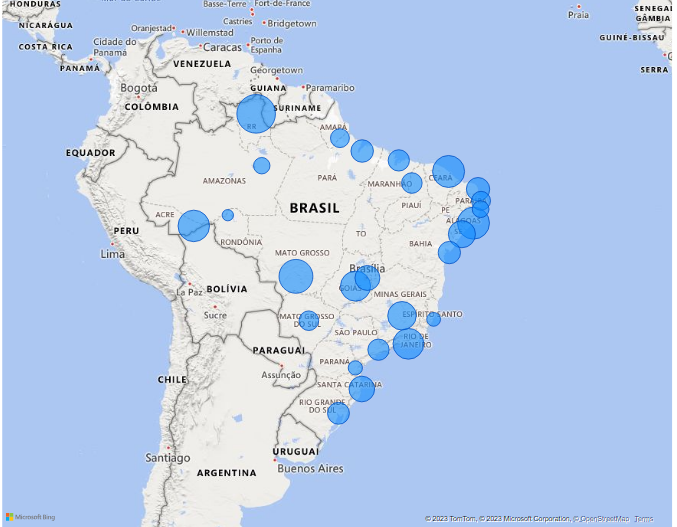 HONDURAS
NICARÁGUA
COSTA RICA
PANAMÁ
Cidade do
Panamá
Basse-Terre
Fort-de-France
Castries
Bridgetown
Oranjestad
Willemstad
Caracas
Porto de
Espanha
VENEZUELA
Georgetown
Paramaribo
GUIANA
SURINAME
Bogotá
COLÔMBIA
Praia
SENEGAL
GÂMBIA
GUINÉ-BISSAU
SERRA
RR
AMAPÁ
EQUADOR
AMAZONAS
PARÁ
MARANHÃO
CEARÁ
PIAUÍ
PARAÍBA
PE
ALAGOAS
SE
BRASIL
ACRE
RONDÔNIA
TO
BAHIA
PERU
Lima
MATO GROSSO
Brasília
GOIÁS
La Paz
BOLÍVIA
Sucre
MINAS GERAIS
MATO GROSSO
DO SUL
ESPÍRITO SANTO
SÃO PAULO
RIO DE
JANEIRO
PARAGUAI
Assunção
PARANÁ
CHILE
SANTA CATARINA
RIO GRANDE
DO SUL
URUGUAI
Santiago
Buenos Aires
ARGENTINA
Microsoft Bing
© 2023 TomTom, © 2023 Microsoft Corporation, © OpenStreetMap Terms